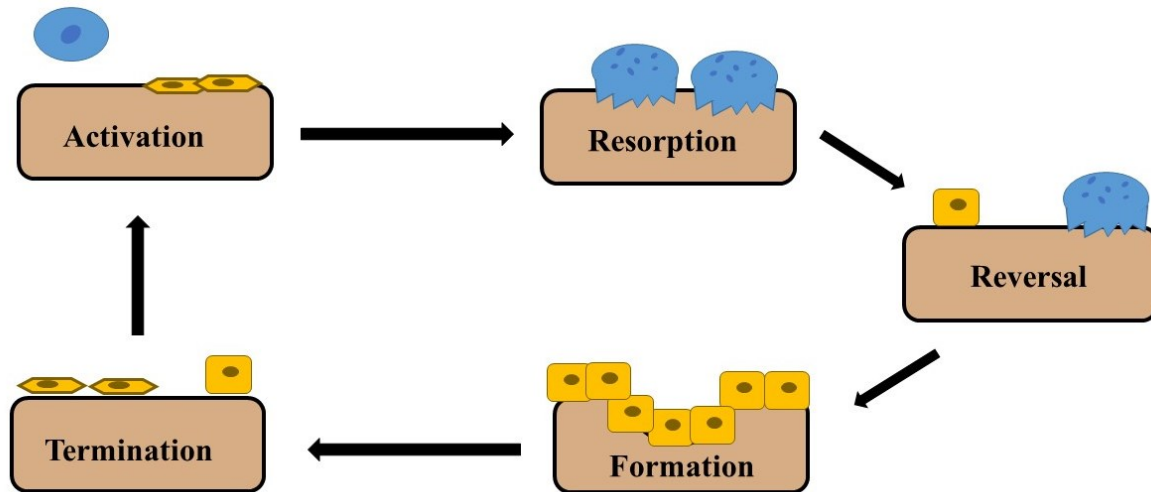 Activation
Resorption
Reversal
Formation
Termination